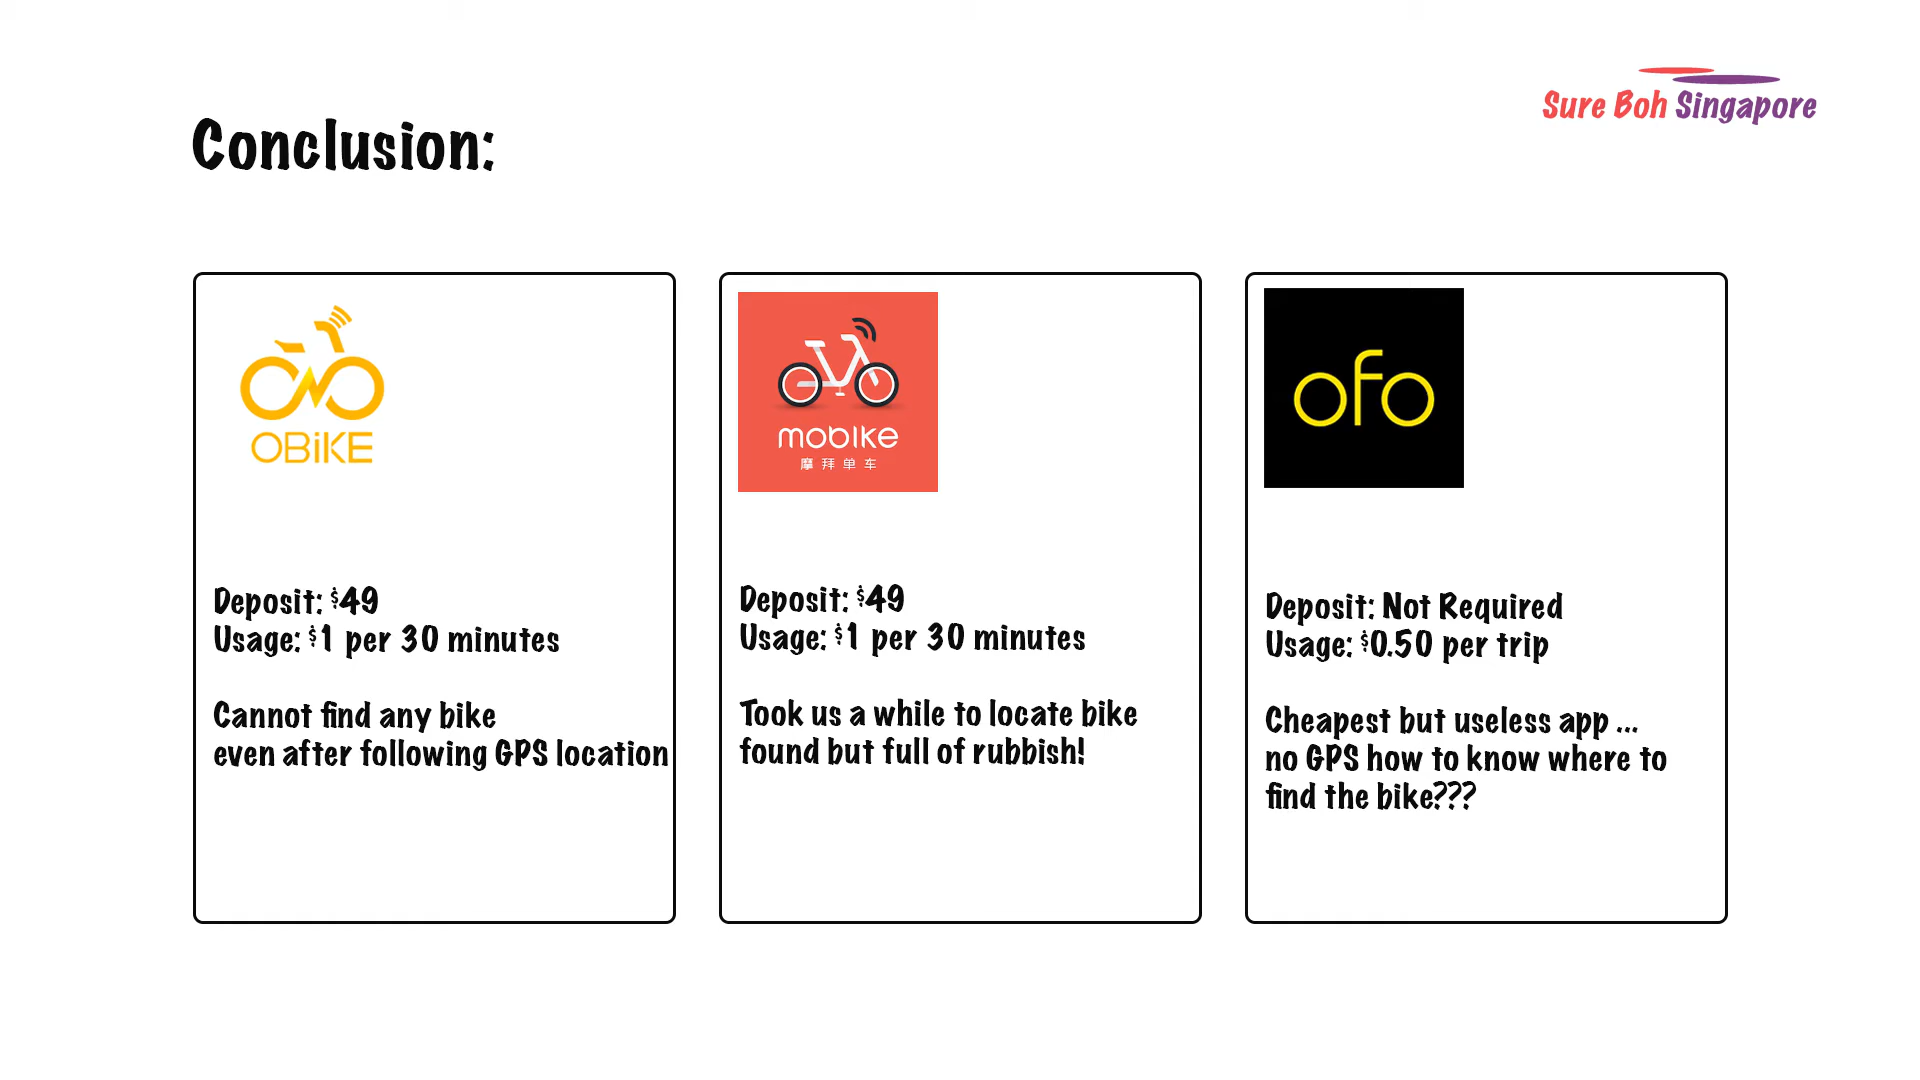 Sure Boh Singapore
Conclusion:
OBiKE
Deposit: $49
Usage: $1 per 30 minutes
Cannot find any bike
even after following GPS location
mobike
摩拜单车
Deposit: $49
Usage: $1 per 30 minutes
Took us a while to locate bike
found but full of rubbish!
ofo
Deposit: Not Required
Usage: $0.50 per trip
Cheapest but useless app ...
no GPS how to know where to
find the bike???